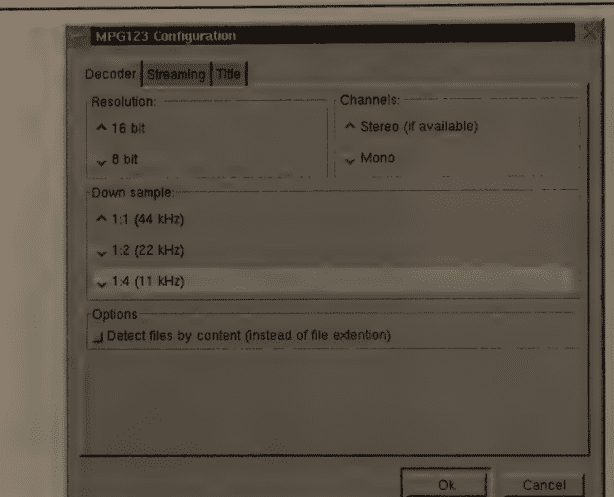 MPG123 Configuration
Decoder Streaming Title
Resolution:
16 bit
8 bit
Channels:
Stereo (if available)
Mono
Down sample:
1:1 (44 kHz)
1:2 (22 kHz)
1:4 (11 kHz)
Options
Detect files by content (instead of file extention)
Ok Cancel